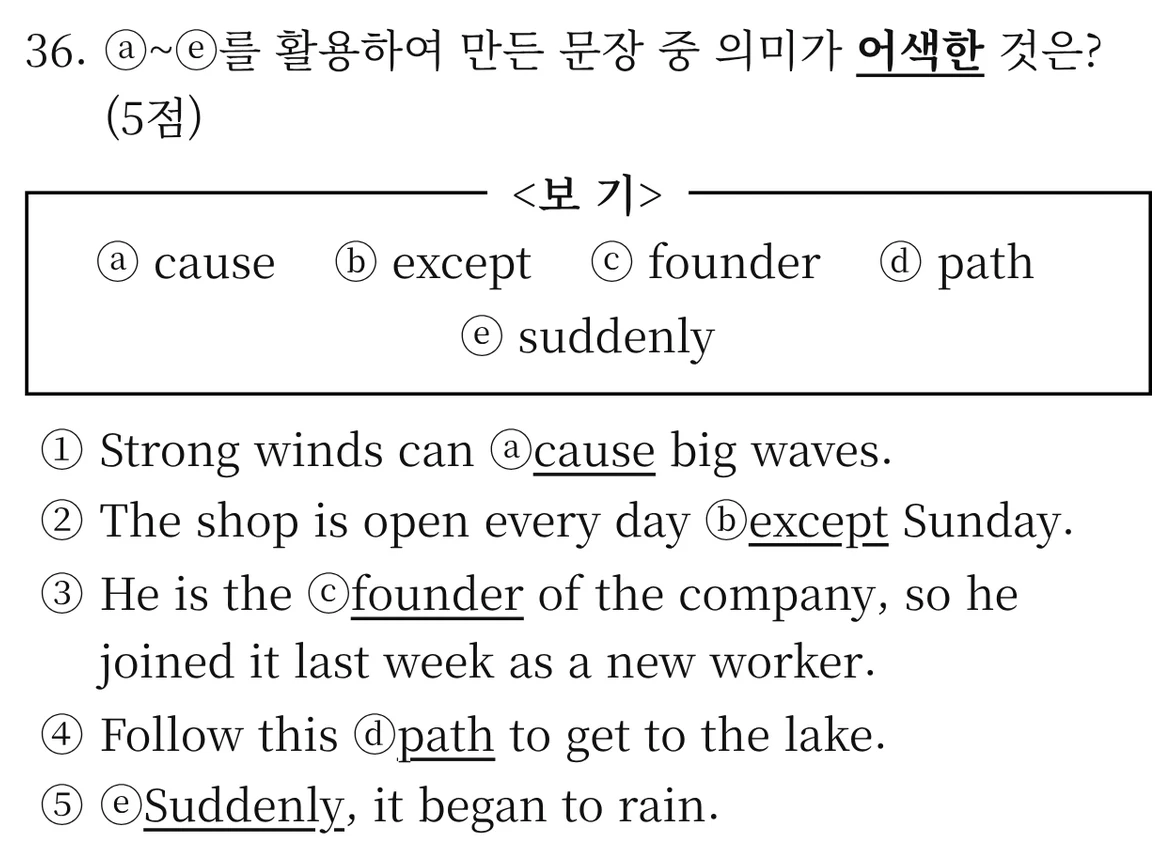 36. ⓐ~ⓔ를 활용하여 만든 문장 중 의미가 어색한 것은?
(5점)
<보 기>
ⓐ cause ⓑ except ⓒ founder ⓓ path
ⓔ suddenly
① Strong winds can ⓐcause big waves.
② The shop is open every day ⓑexcept Sunday.
③ He is the ⓒfounder of the company, so he
joined it last week as a new worker.
④ Follow this ⓓpath to get to the lake.
⑤ ⓔSuddenly, it began to rain.